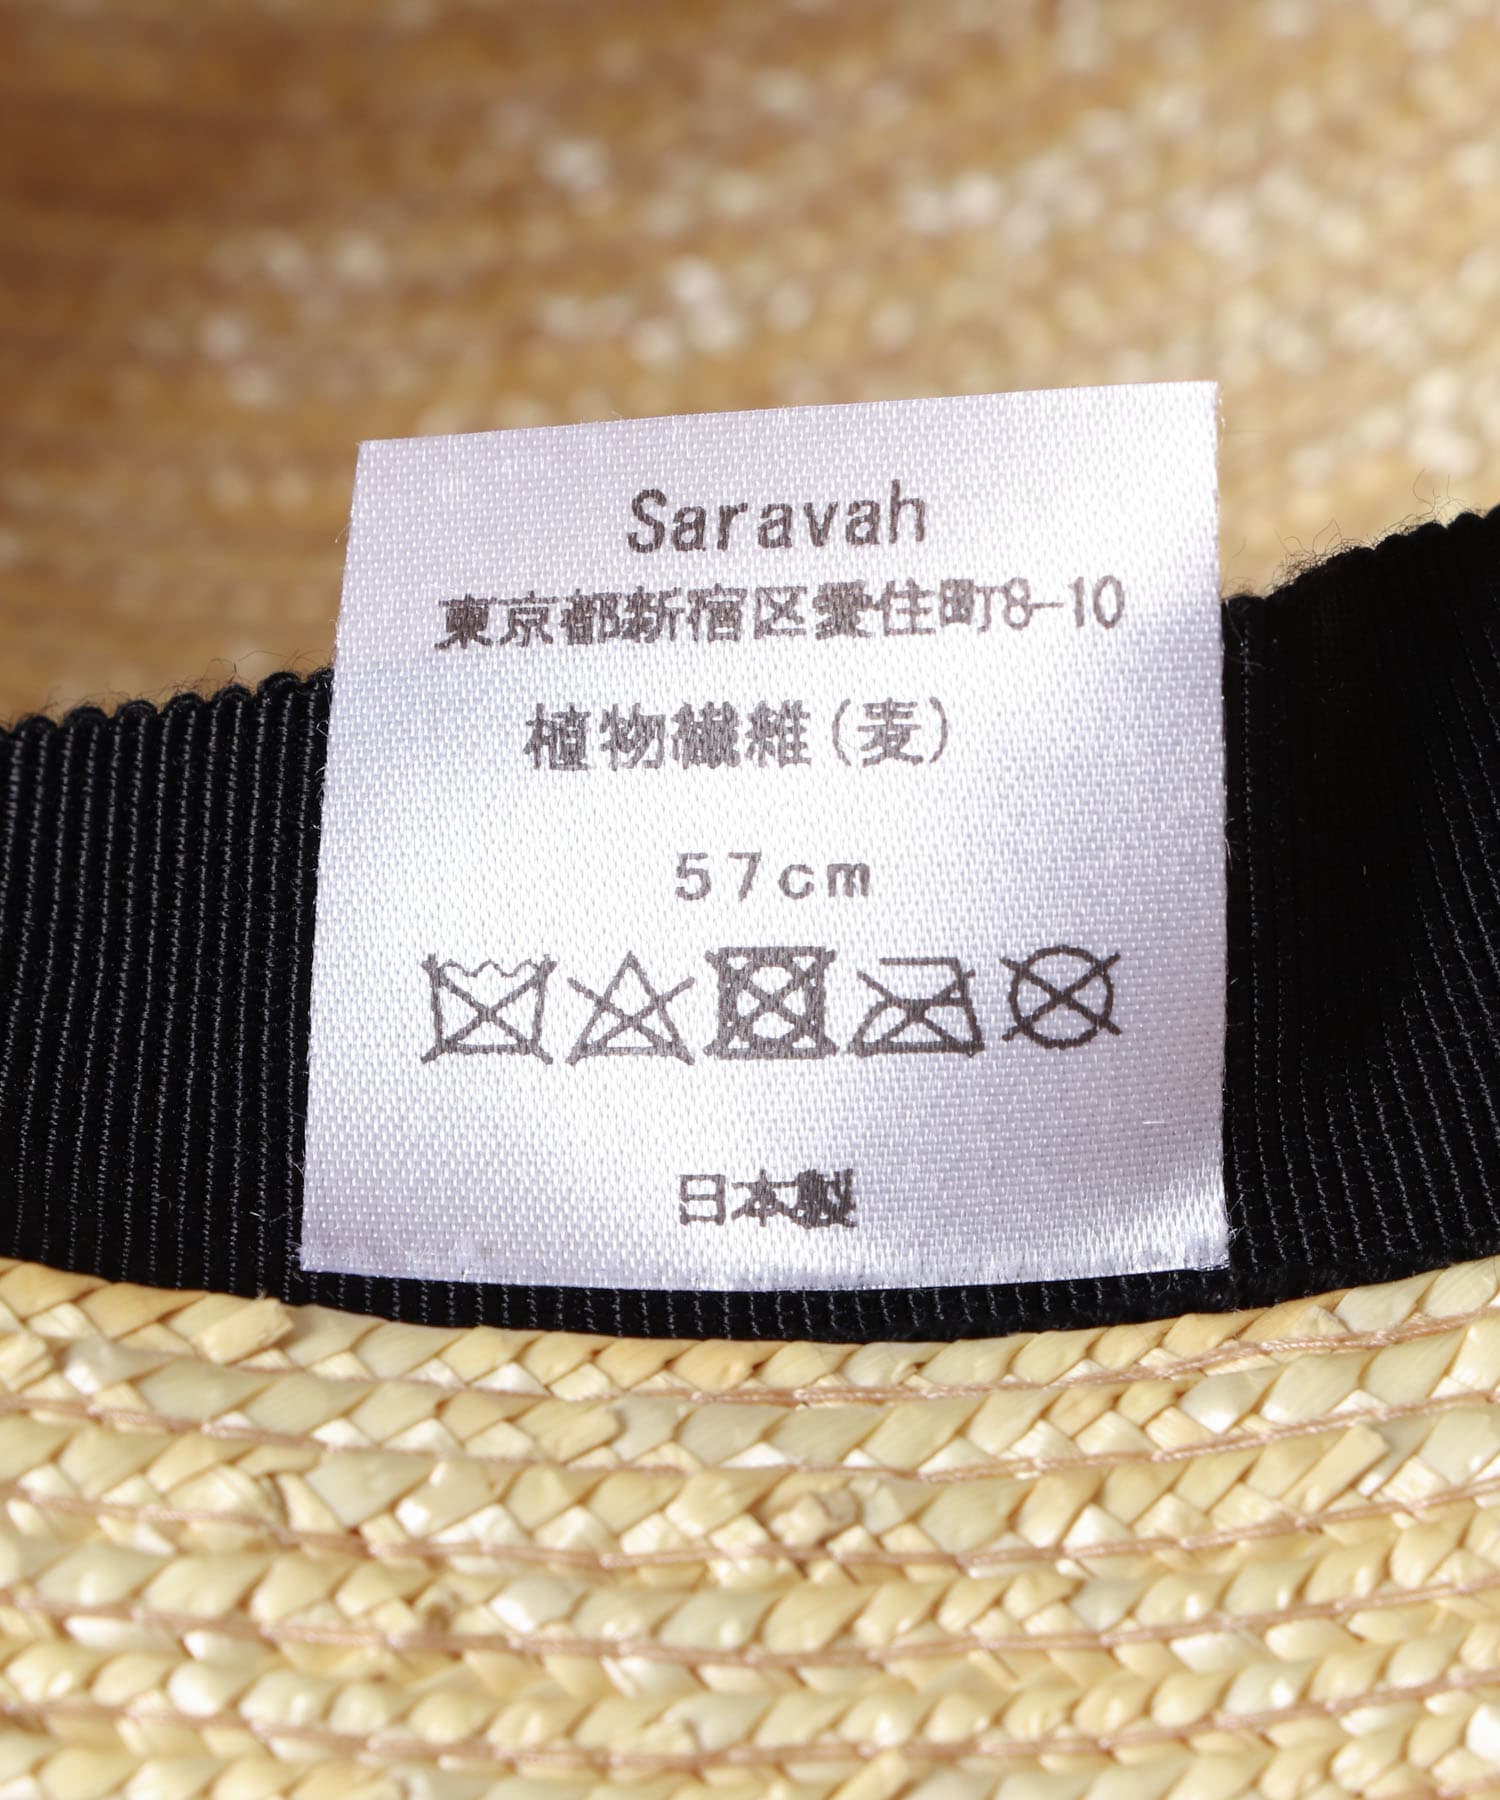 Saravah
東京都新宿区愛住町8-10
植物繊維(麦)
57cm
日本製